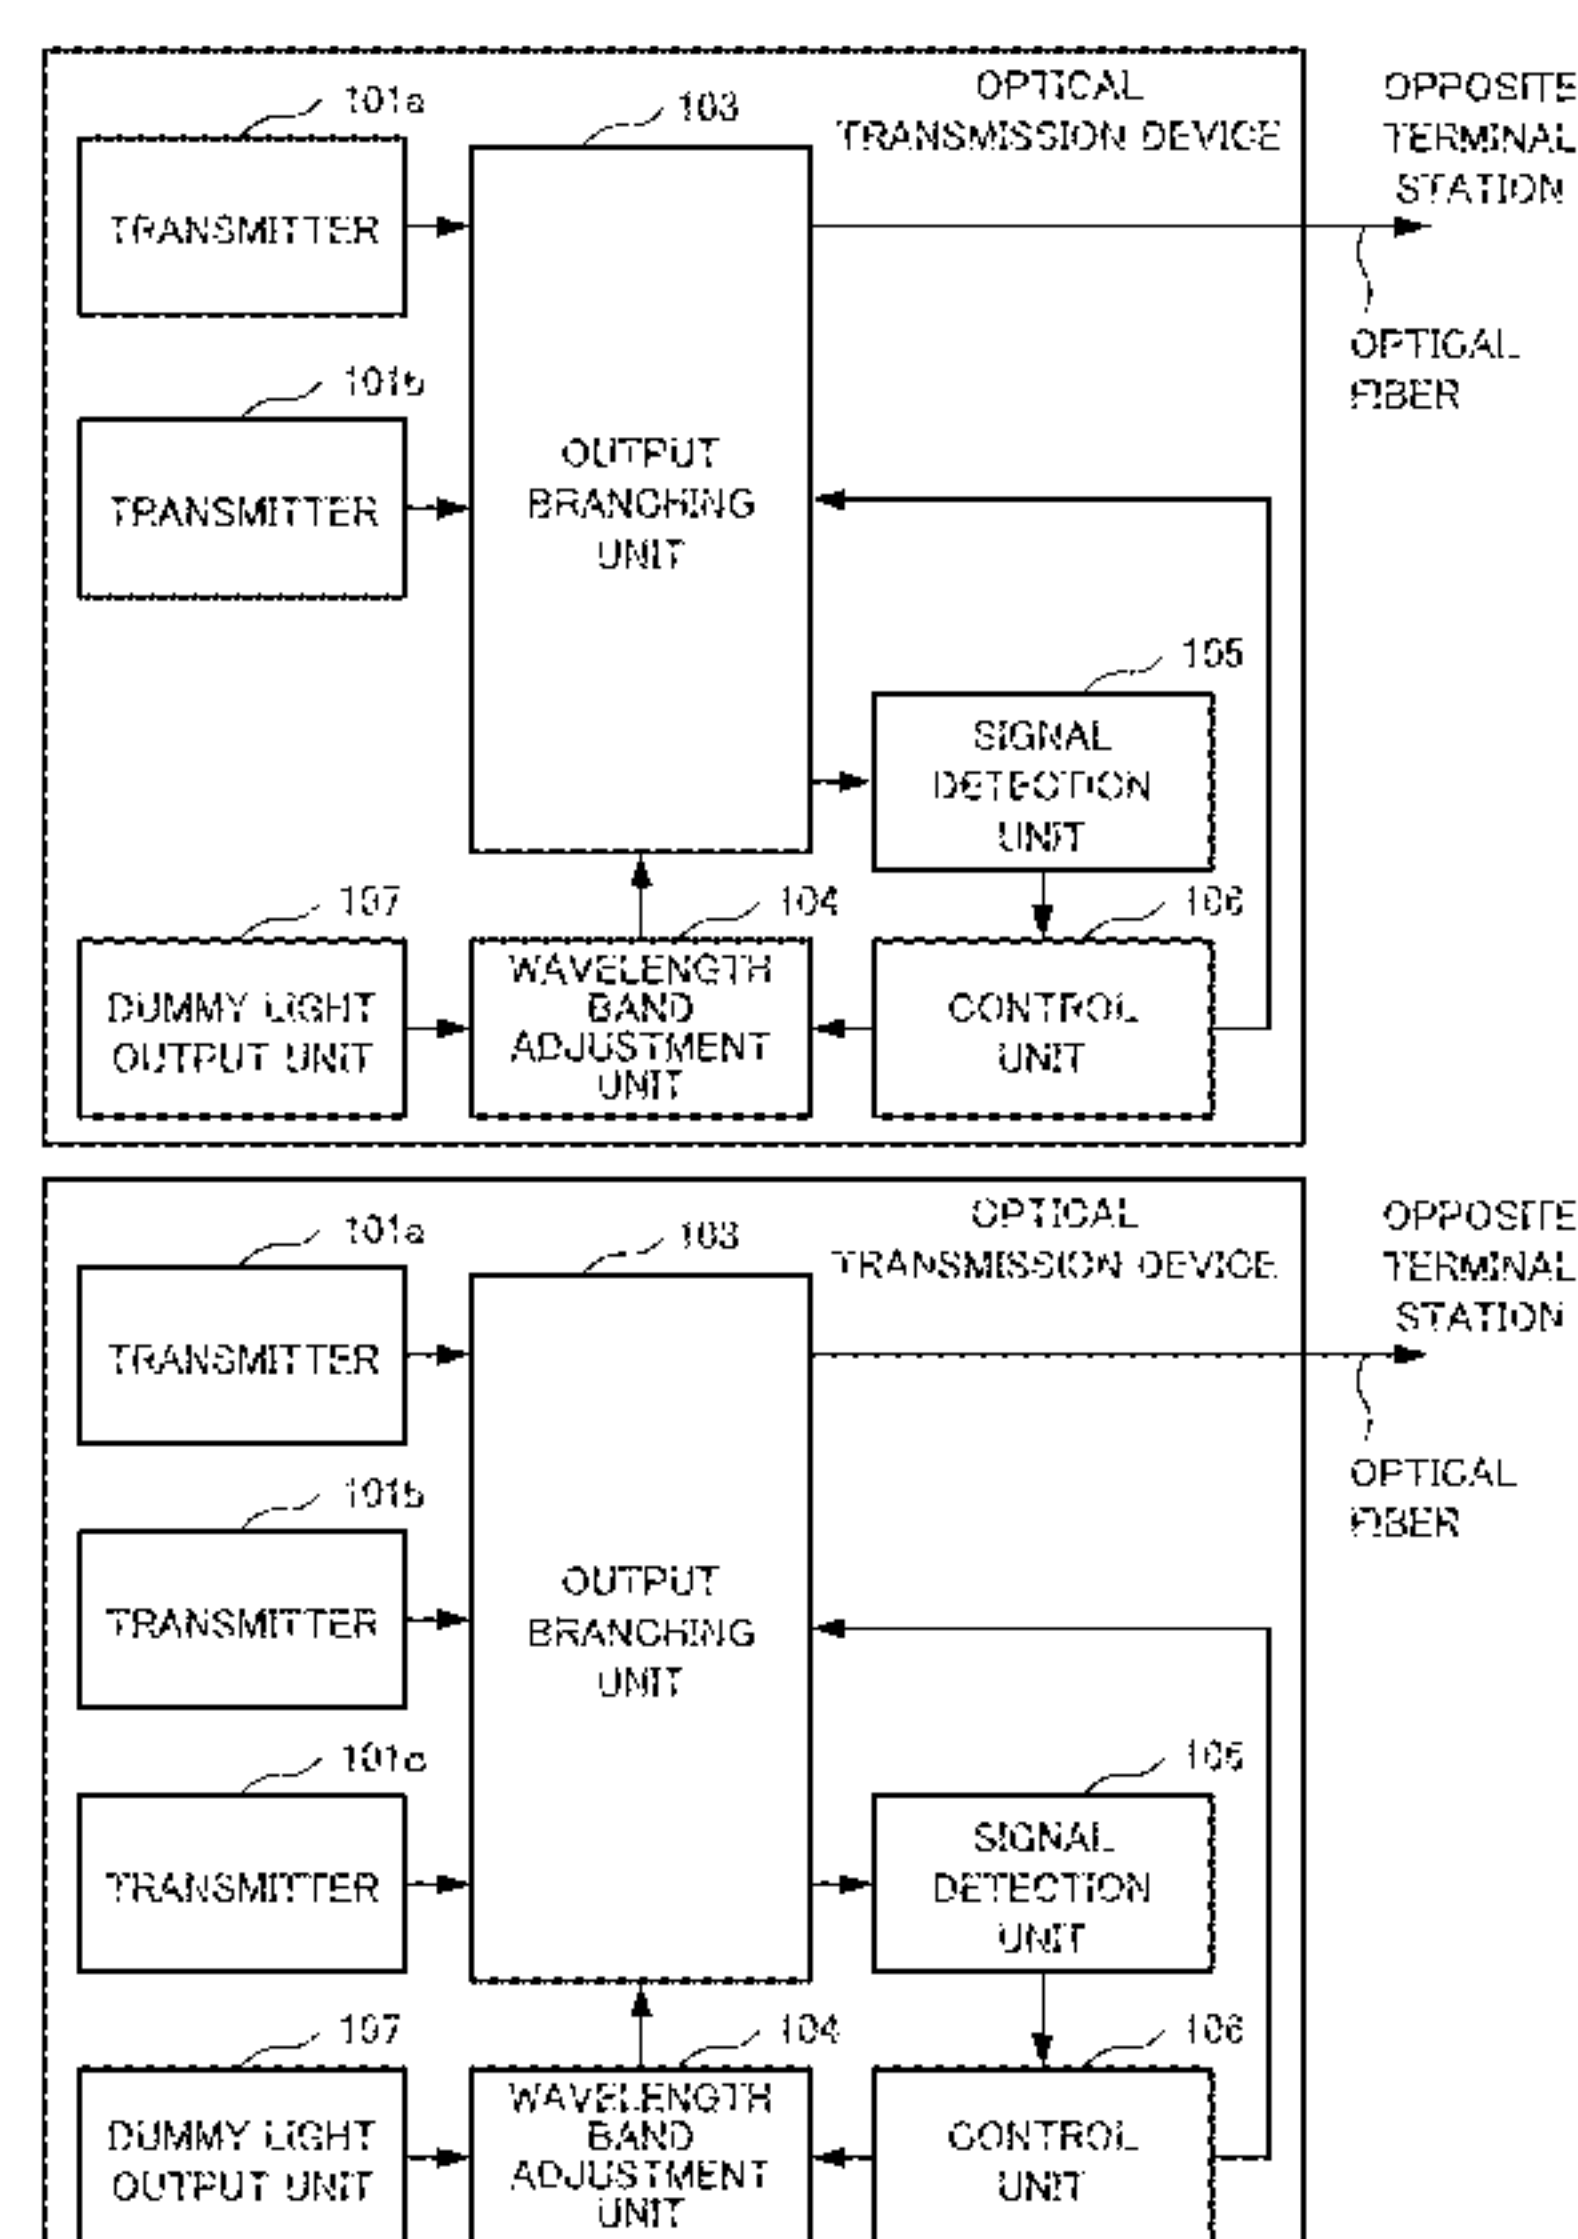 OPTICAL
TRANSMISSION DEVICE
OPPOSITE
TERMINAL
STATION
101a
103
TRANSMITTER
OPTICAL
FIBER
101b
TRANSMITTER
OUTPUT
BRANCHING
UNIT
105
SIGNAL
DETECTION
UNIT
107
104
106
DUMMY LIGHT
OUTPUT UNIT
WAVELENGTH
BAND
ADJUSTMENT
UNIT
CONTROL
UNIT
OPTICAL
TRANSMISSION DEVICE
OPPOSITE
TERMINAL
STATION
101a
103
TRANSMITTER
OPTICAL
FIBER
101b
TRANSMITTER
OUTPUT
BRANCHING
UNIT
101c
105
TRANSMITTER
SIGNAL
DETECTION
UNIT
107
104
106
DUMMY LIGHT
OUTPUT UNIT
WAVELENGTH
BAND
ADJUSTMENT
UNIT
CONTROL
UNIT